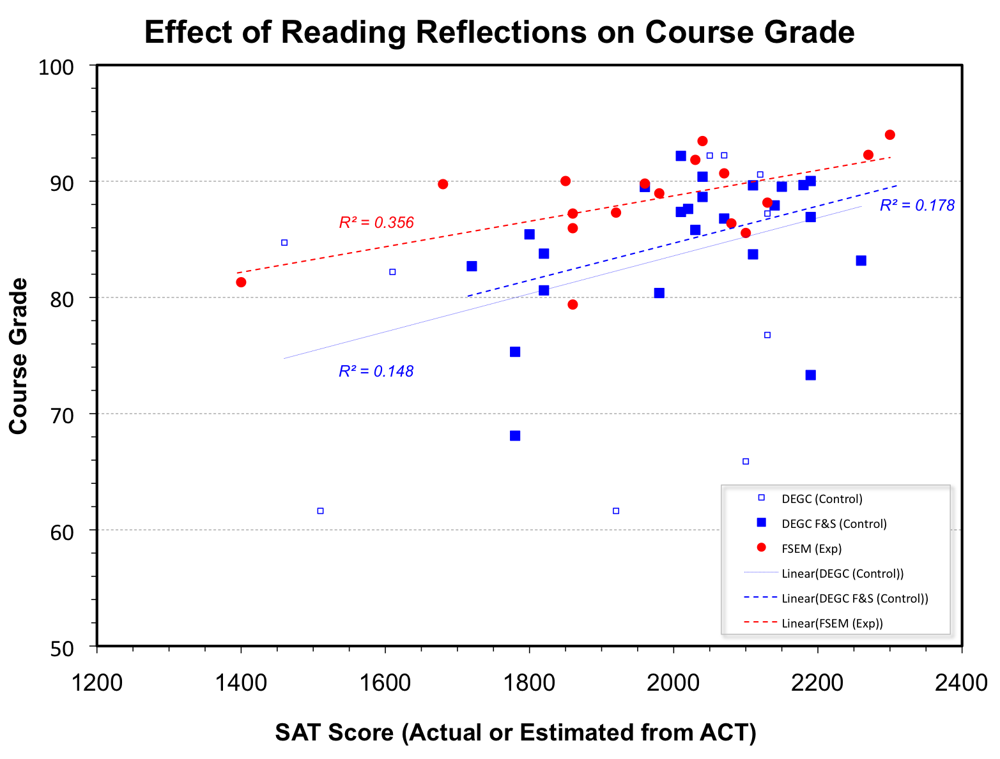 Effect of Reading Reflections on Course Grade
100
90
80
70
60
50
Course Grade
R² = 0.356
R² = 0.178
R² = 0.148
DEGC (Control)
DEGC F&S (Control)
FSEM (Exp)
Linear(DEGC (Control))
Linear(DEGC F&S (Control))
Linear(FSEM (Exp))
1200 1400 1600 1800 2000 2200 2400
SAT Score (Actual or Estimated from ACT)